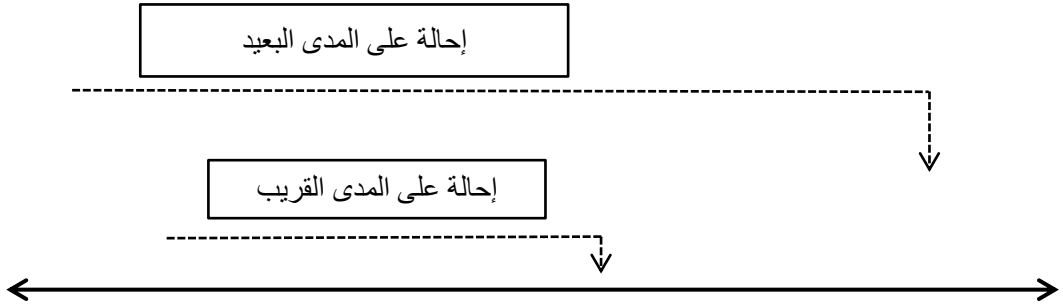 إحالة على المدى البعيد
إحالة على المدى القريب